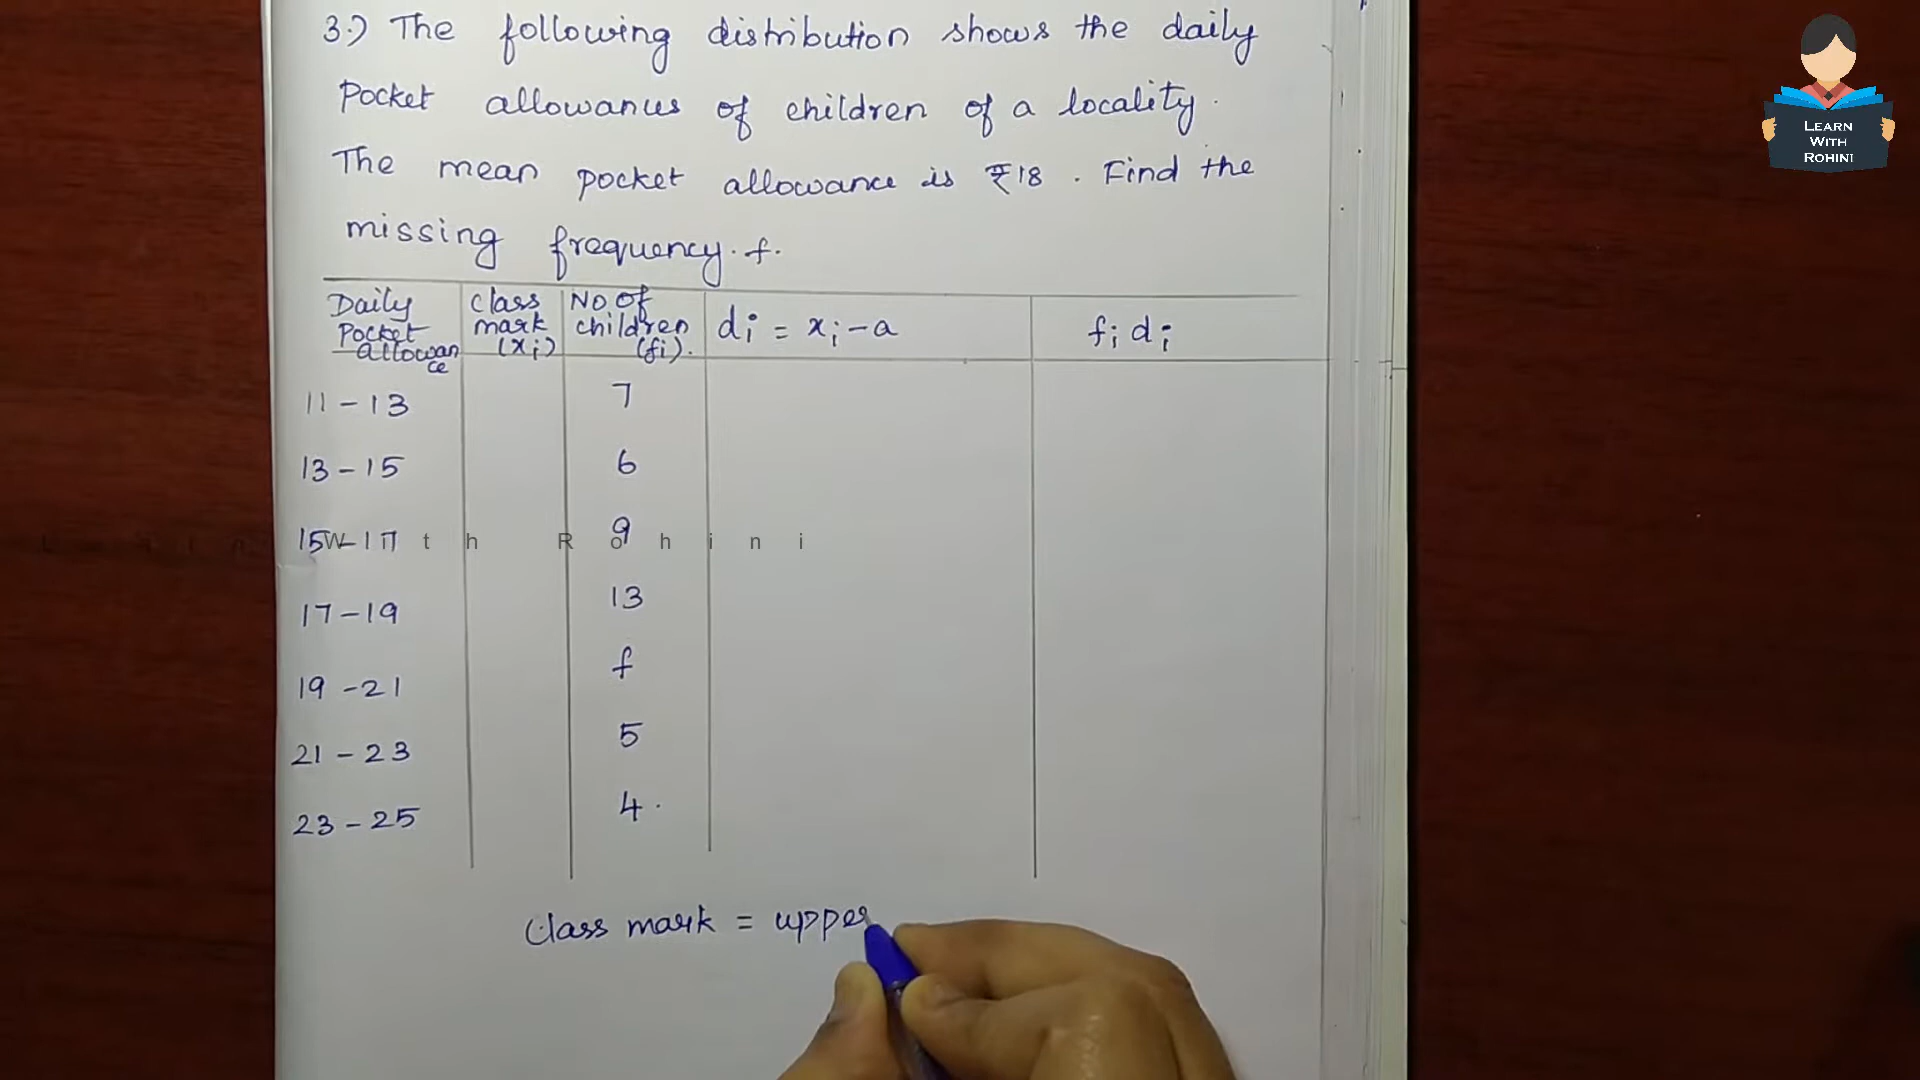 3.) The following distribution shows the daily
Pocket allowances of children of a locality.
The mean pocket allowance is ₹18. Find the
missing frequency. f.
Daily Pocket allowance | class mark (xi) | No of children (fi). | di = xi - a | fi di
11 - 13 | 7
13 - 15 | 6
15 - 17 | 9
17 - 19 | 13
19 - 21 | f
21 - 23 | 5
23 - 25 | 4.
Class mark = upper
LEARN
WITH
ROHINI
With Rohini